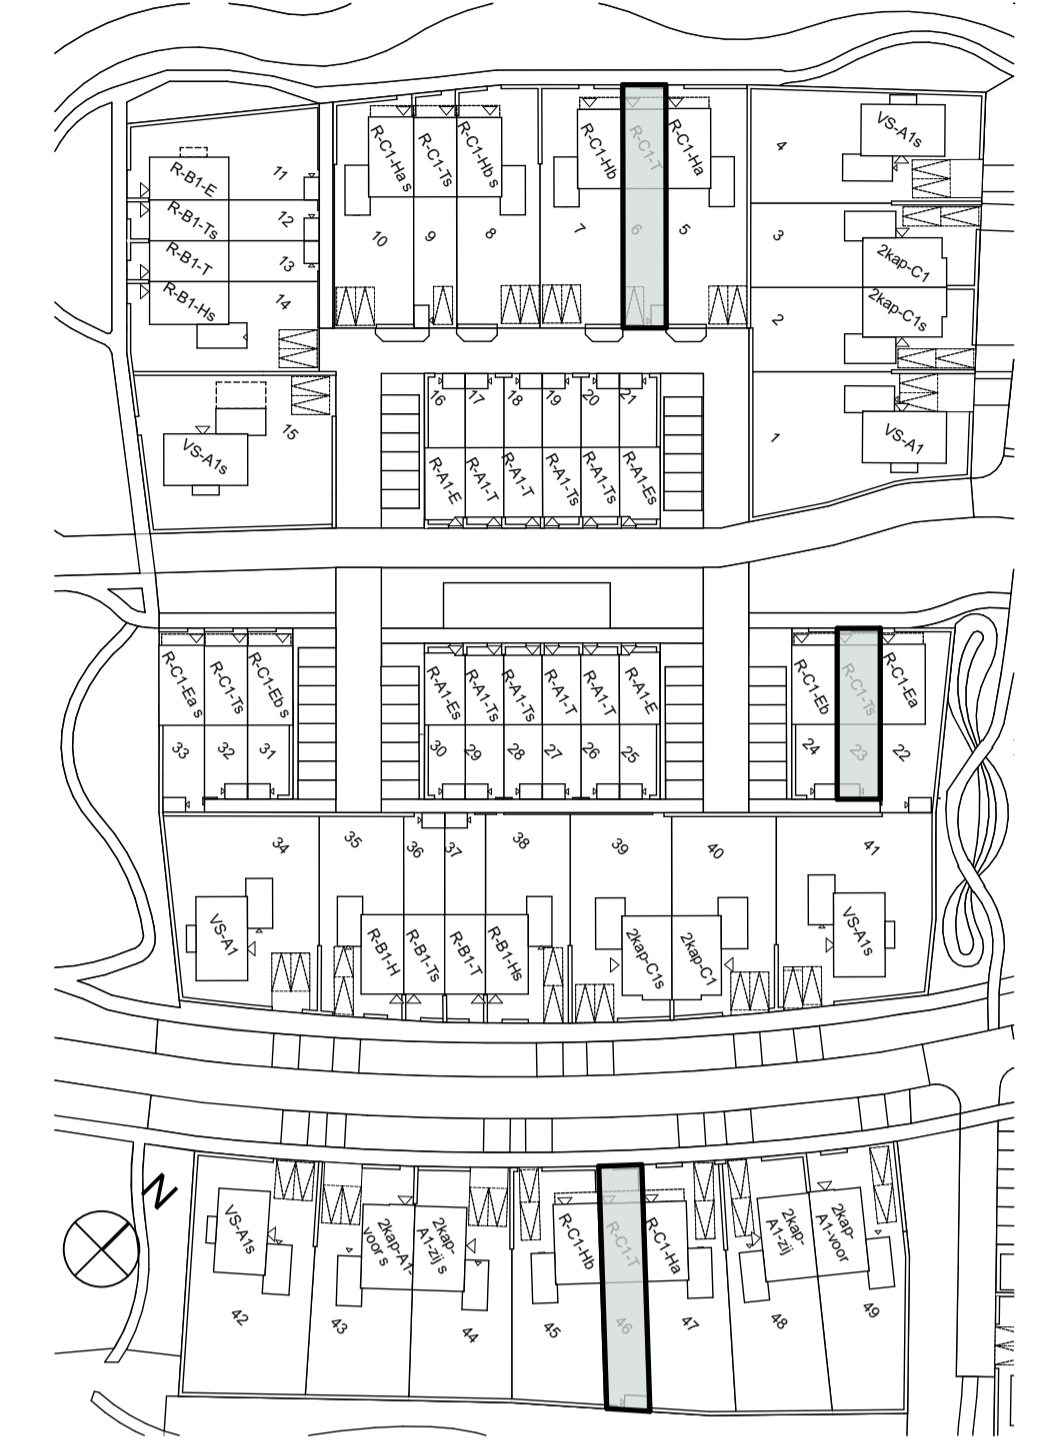 R-B1-E
R-B1-Ts
R-B1-T
R-B1-Hs
11
12
13
14
R-C1-Ha s
R-C1-Ts
R-C1-Hb s
10
9
8
R-C1-Hb
R-C1-T
R-C1-Ha
7
6
5
VS-A1s
4
3
2kap-C1
2kap-C1s
2
1
VS-A1
VS-A1s
15
16
17
18
19
20
21
R-A1-E
R-A1-T
R-A1-T
R-A1-Ts
R-A1-Ts
R-A1-Es
R-C1-Ea s
R-C1-Ts
R-C1-Eb s
33
32
31
R-A1-Es
R-A1-Ts
R-A1-Ts
R-A1-T
R-A1-T
R-A1-E
30
29
28
27
26
25
R-C1-Eb
R-C1-Ts
R-C1-Ea
24
23
22
34
35
36
37
38
39
40
41
VS-A1
R-B1-H
R-B1-Ts
R-B1-T
R-B1-Hs
2kap-C1s
2kap-C1
VS-A1s
N
VS-A1s
2kap-A1-
voor s
2kap-
A1-zij s
R-C1-Hb
R-C1-T
R-C1-Ha
2kap-
A1-zij
2kap-
A1-voor
42
43
44
45
46
47
48
49